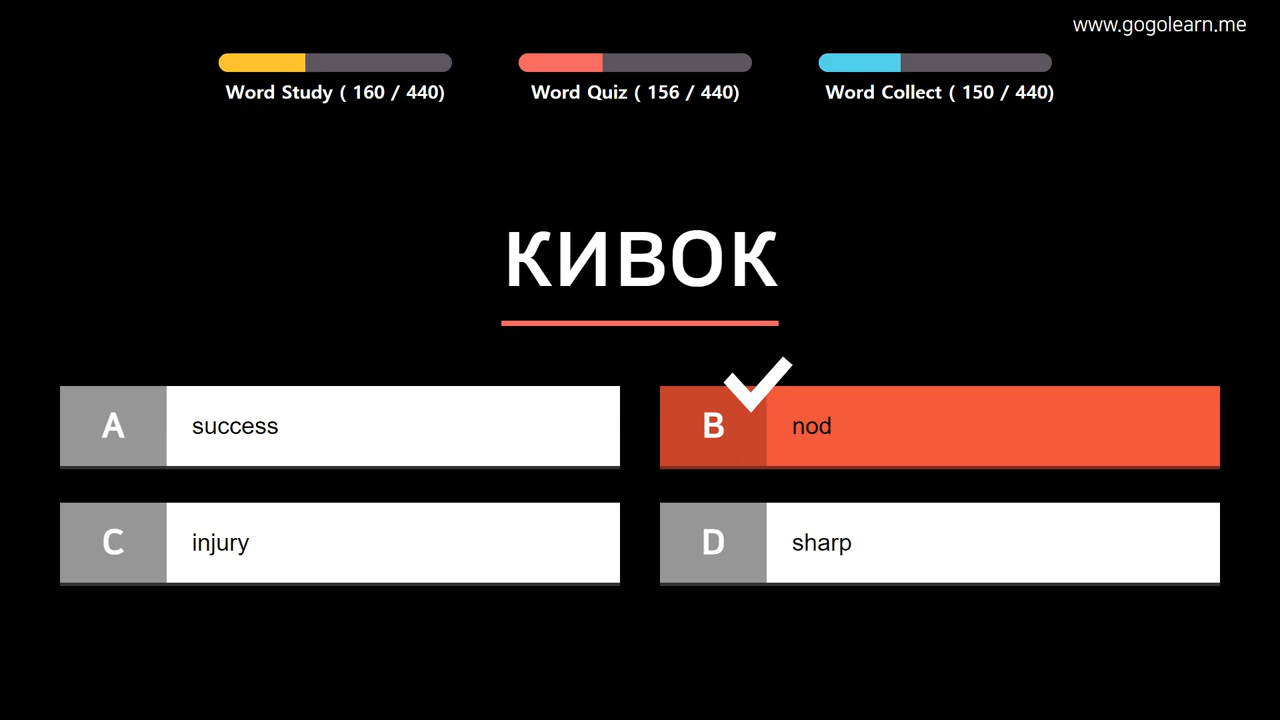 www.gogolearn.me
Word Study ( 160 / 440)
Word Quiz ( 156 / 440)
Word Collect ( 150 / 440)
кивок
A
success
B
nod
C
injury
D
sharp